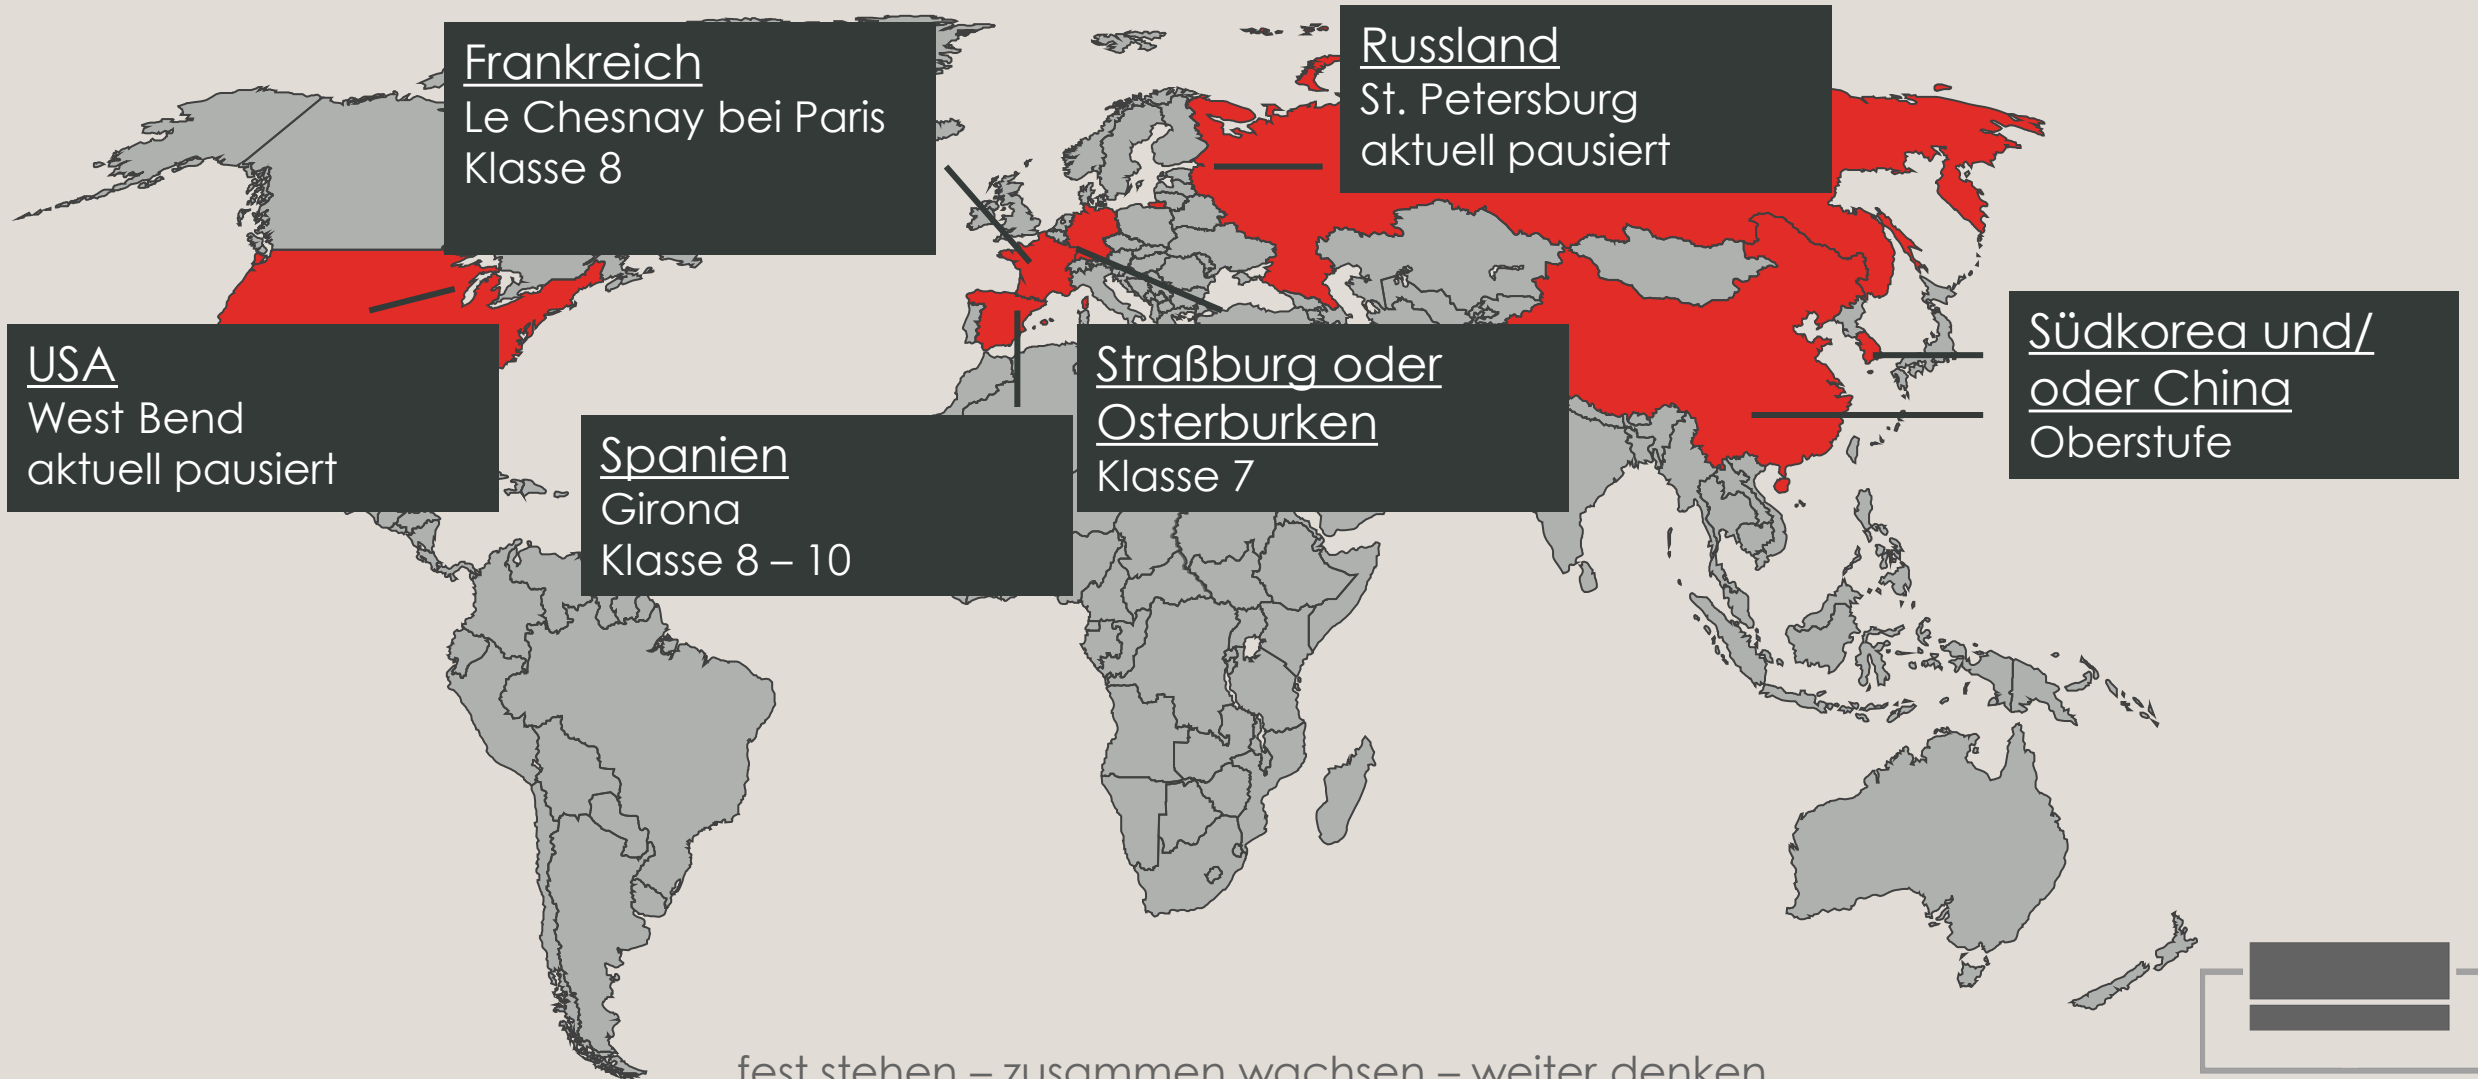 Frankreich
Le Chesnay bei Paris
Klasse 8
Russland
St. Petersburg
aktuell pausiert
USA
West Bend
aktuell pausiert
Spanien
Girona
Klasse 8 – 10
Straßburg oder
Osterburken
Klasse 7
Südkorea und/
oder China
Oberstufe
fest stehen – zusammen wachsen – weiter denken